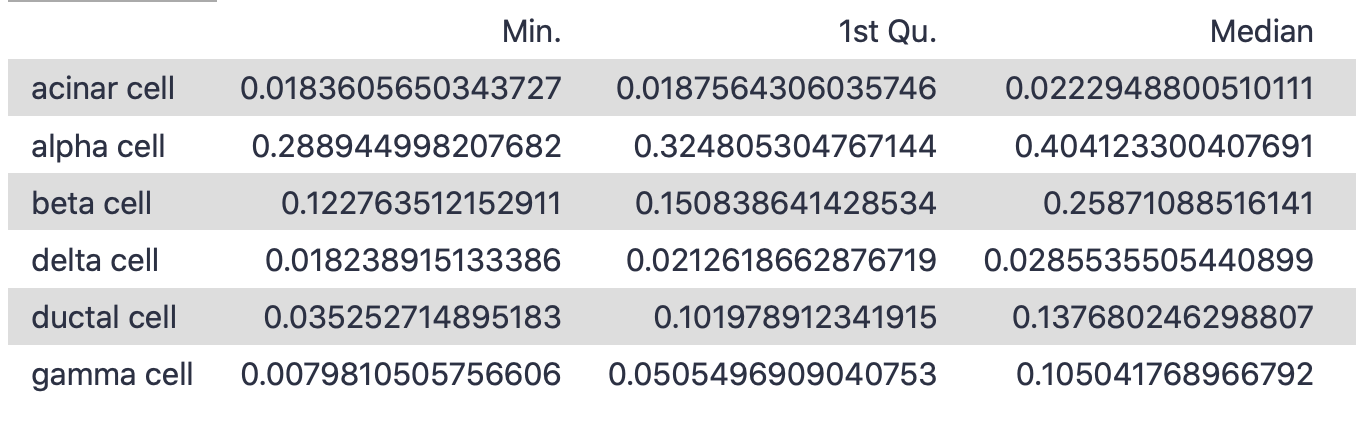 Min. 1st Qu. Median
acinar cell 0.0183605650343727 0.0187564306035746 0.0222948800510111
alpha cell 0.288944998207682 0.324805304767144 0.404123300407691
beta cell 0.122763512152911 0.150838641428534 0.25871088516141
delta cell 0.018238915133386 0.0212618662876719 0.0285535505440899
ductal cell 0.035252714895183 0.101978912341915 0.137680246298807
gamma cell 0.0079810505756606 0.0505496909040753 0.105041768966792